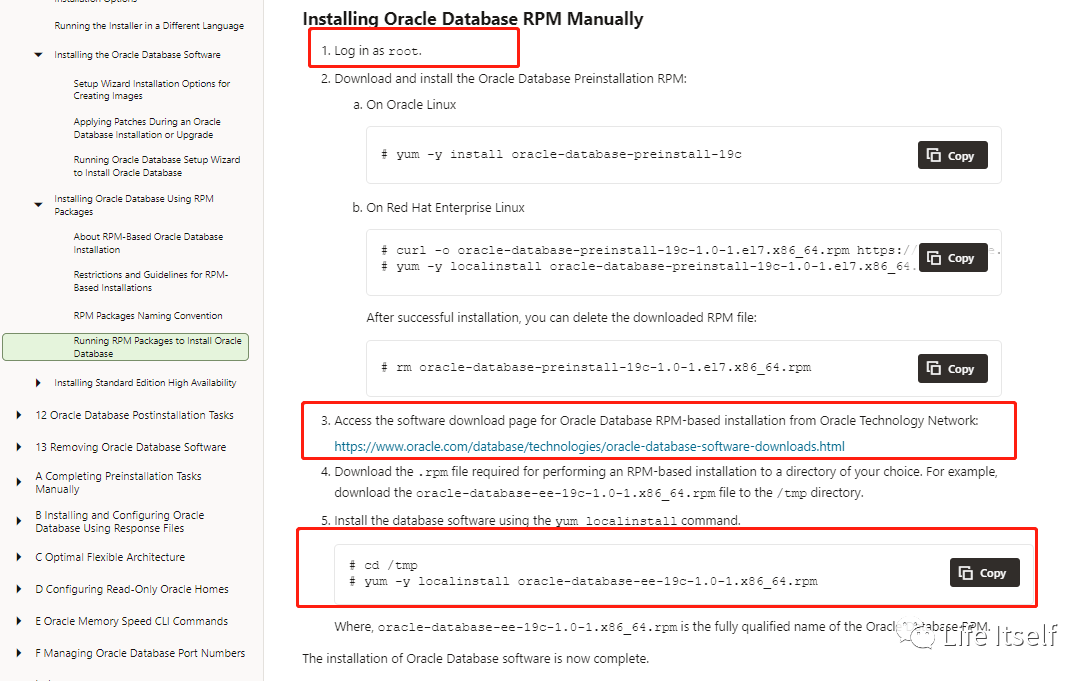 Installation Options
Running the Installer in a Different Language
Installing the Oracle Database Software
Setup Wizard Installation Options for
Creating Images
Applying Patches During an Oracle
Database Installation or Upgrade
Running Oracle Database Setup Wizard
to Install Oracle Database
Installing Oracle Database Using RPM
Packages
About RPM-Based Oracle Database
Installation
Restrictions and Guidelines for RPM-
Based Installations
RPM Packages Naming Convention
Running RPM Packages to Install Oracle
Database
Installing Standard Edition High Availability
12 Oracle Database Postinstallation Tasks
13 Removing Oracle Database Software
A Completing Preinstallation Tasks
Manually
B Installing and Configuring Oracle
Database Using Response Files
C Optimal Flexible Architecture
D Configuring Read-Only Oracle Homes
E Oracle Memory Speed CLI Commands
F Managing Oracle Database Port Numbers
Installing Oracle Database RPM Manually
1. Log in as root.
2. Download and install the Oracle Database Preinstallation RPM:
a. On Oracle Linux
# yum -y install oracle-database-preinstall-19c
Copy
b. On Red Hat Enterprise Linux
# curl -o oracle-database-preinstall-19c-1.0-1.el7.x86_64.rpm https:/
# yum -y localinstall oracle-database-preinstall-19c-1.0-1.el7.x86_64.
Copy
After successful installation, you can delete the downloaded RPM file:
# rm oracle-database-preinstall-19c-1.0-1.el7.x86_64.rpm
Copy
3. Access the software download page for Oracle Database RPM-based installation from Oracle Technology Network:
https://www.oracle.com/database/technologies/oracle-database-software-downloads.html
4. Download the .rpm file required for performing an RPM-based installation to a directory of your choice. For example,
download the oracle-database-ee-19c-1.0-1.x86_64.rpm file to the /tmp directory.
5. Install the database software using the yum localinstall command.
# cd /tmp
# yum -y localinstall oracle-database-ee-19c-1.0-1.x86_64.rpm
Copy
Where, oracle-database-ee-19c-1.0-1.x86_64.rpm is the fully qualified name of the Oracle Database RPM.
The installation of Oracle Database software is now complete.
Life Itself